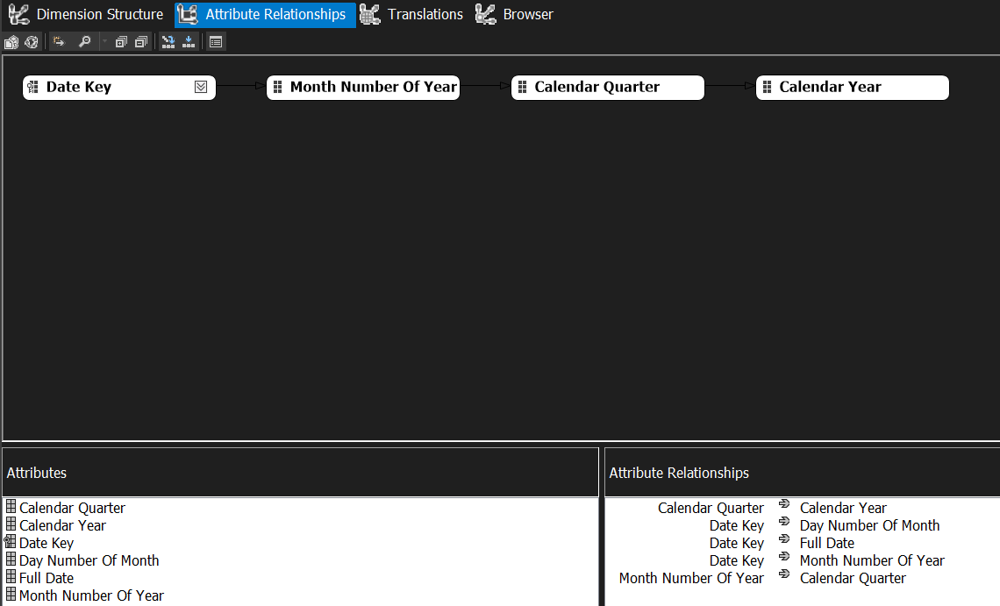 Dimension Structure Attribute Relationships Translations Browser
Date Key Month Number Of Year Calendar Quarter Calendar Year
Attributes
Calendar Quarter
Calendar Year
Date Key
Day Number Of Month
Full Date
Month Number Of Year
Attribute Relationships
Calendar Quarter Calendar Year
Date Key Day Number Of Month
Date Key Full Date
Date Key Month Number Of Year
Month Number Of Year Calendar Quarter